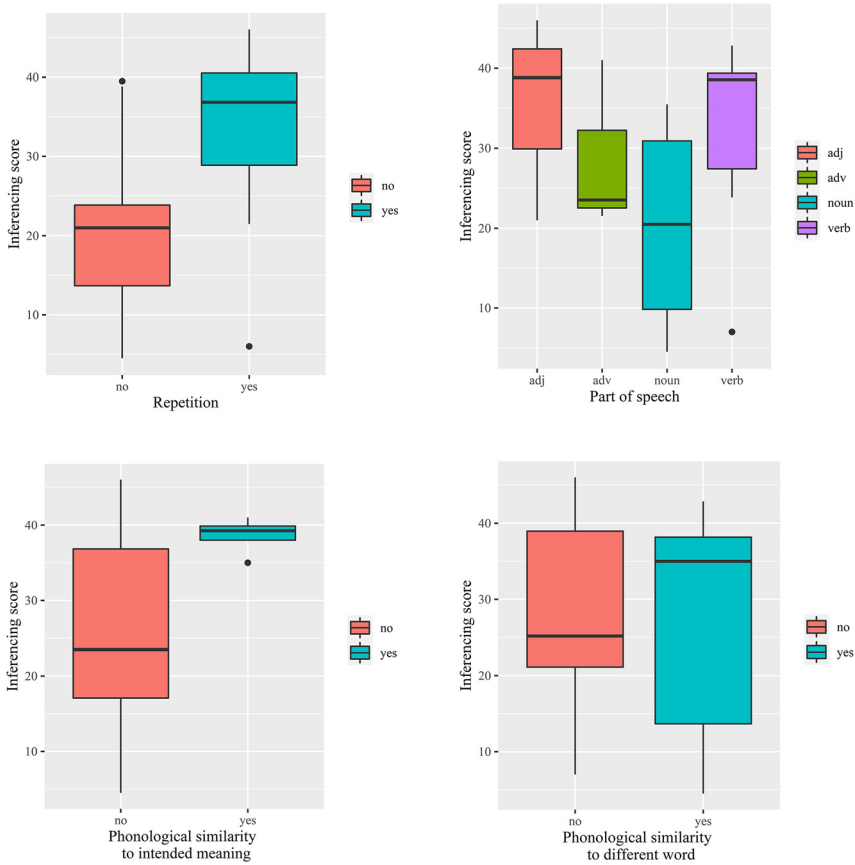 Inferencing score
40
30
20
10
no
yes
Repetition
no
yes
Inferencing score
40
30
20
10
adj
adv
noun
verb
Part of speech
adj
adv
noun
verb
Inferencing score
40
30
20
10
no
yes
Phonological similarity
to intended meaning
no
yes
Inferencing score
40
30
20
10
no
yes
Phonological similarity
to different word
no
yes